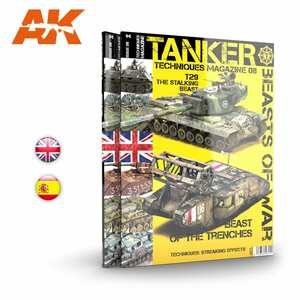 AK
TANKER
TECHNIQUES MAGAZINE 08
T29
THE STALKING
BEAST
BEASTS OF WAR
BEAST
OF THE TRENCHES
TECHNIQUES: STREAKING EFFECTS